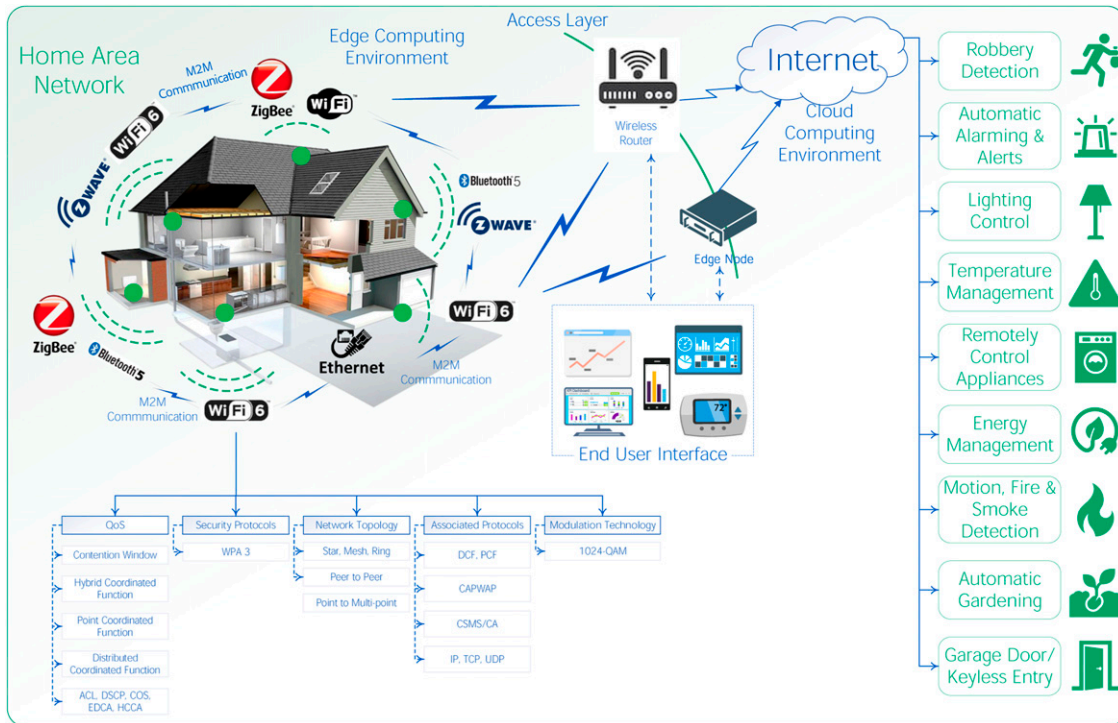 Home Area
Network
Edge Computing
Environment
Access Layer
Internet
Cloud
Computing
Environment
M2M
Commmunication
ZigBee®
WiFi
WiFi 6
Z WAVE®
Bluetooth® 5
Z WAVE®
WiFi 6
ZigBee®
Bluetooth® 5
Ethernet
M2M
Commmunication
M2M
Commmunication
WiFi 6
Wireless
Router
Edge Node
72°
End User Interface
QoS
Contention Window
Hybrid Coordinated
Function
Point Coordinated
Function
Distributed
Coordinated Function
ACL, DSCP, COS,
EDCA, HCCA
Security Protocols
WPA 3
Network Topology
Star, Mesh, Ring
Peer to Peer
Point to Multi-point
Associated Protocols
DCF, PCF
CAPWAP
CSMS/CA
IP, TCP, UDP
Modulation Technology
1024-QAM
Robbery
Detection
Automatic
Alarming &
Alerts
Lighting
Control
Temperature
Management
Remotely
Control
Appliances
Energy
Management
Motion, Fire &
Smoke
Detection
Automatic
Gardening
Garage Door/
Keyless Entry